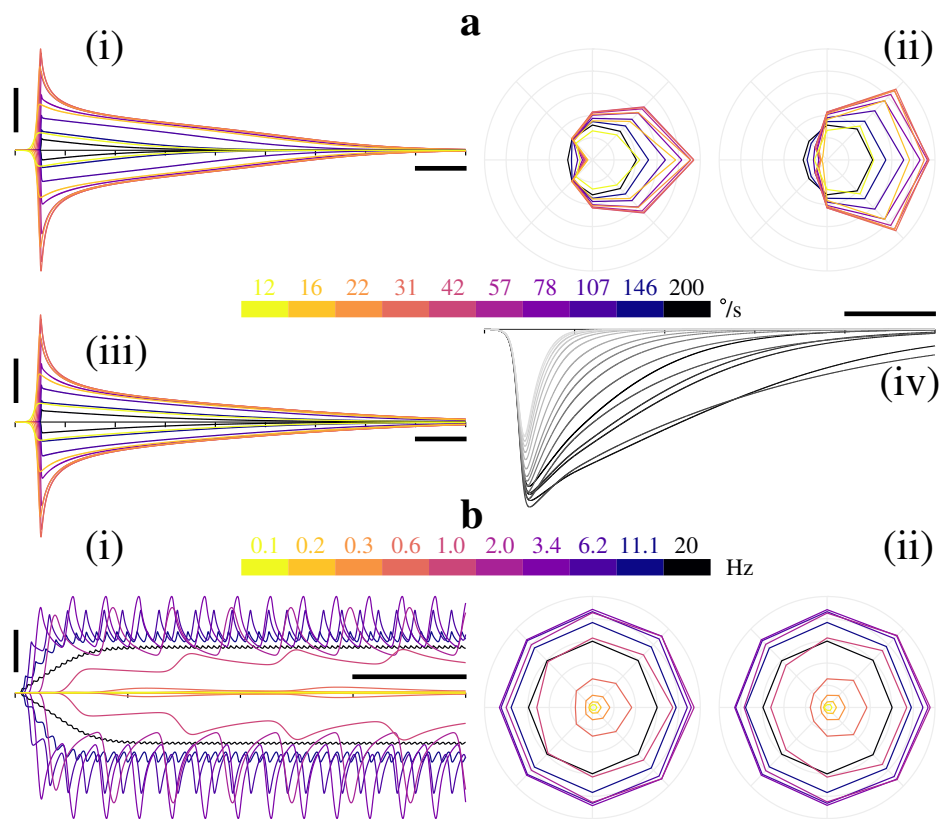 a
(i)
(ii)
12 16 22 31 42 57 78 107 146 200
°/s
(iii)
(iv)
b
(i)
0.1 0.2 0.3 0.6 1.0 2.0 3.4 6.2 11.1 20
Hz
(ii)